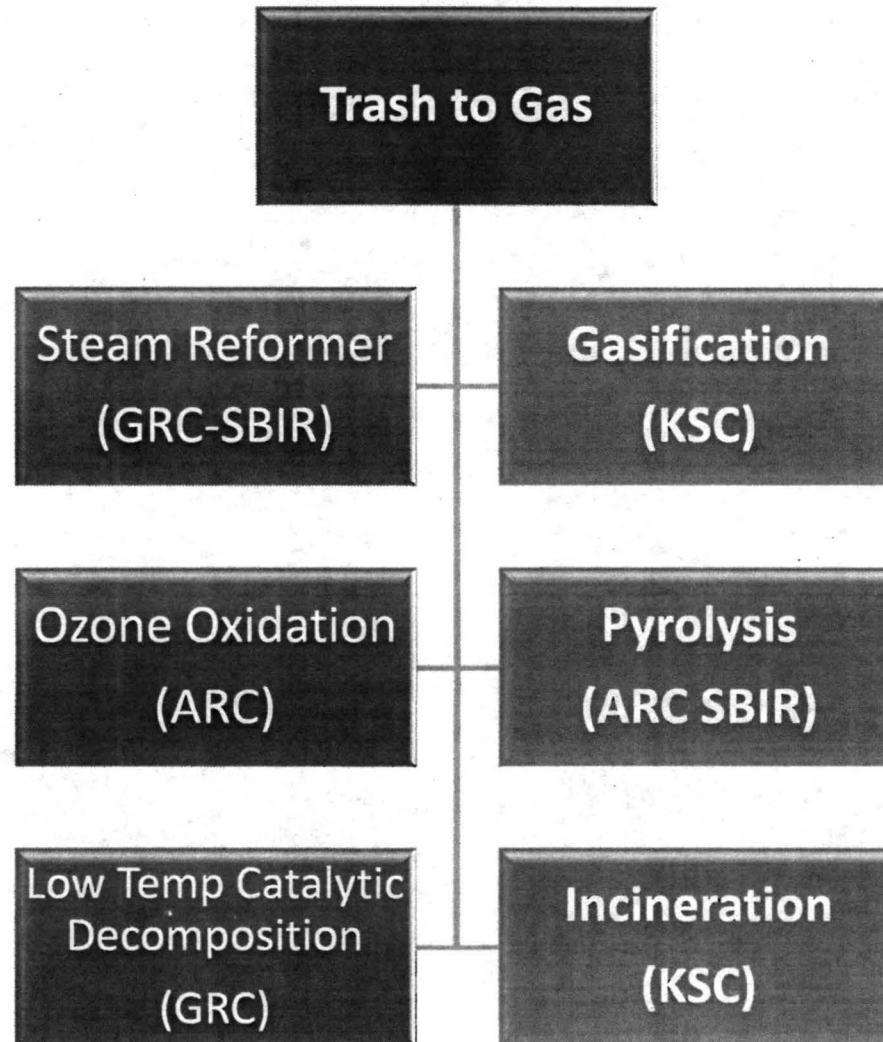 Trash to Gas
Steam Reformer
(GRC-SBIR)
Gasification
(KSC)
Ozone Oxidation
(ARC)
Pyrolysis
(ARC SBIR)
Low Temp Catalytic
Decomposition
(GRC)
Incineration
(KSC)